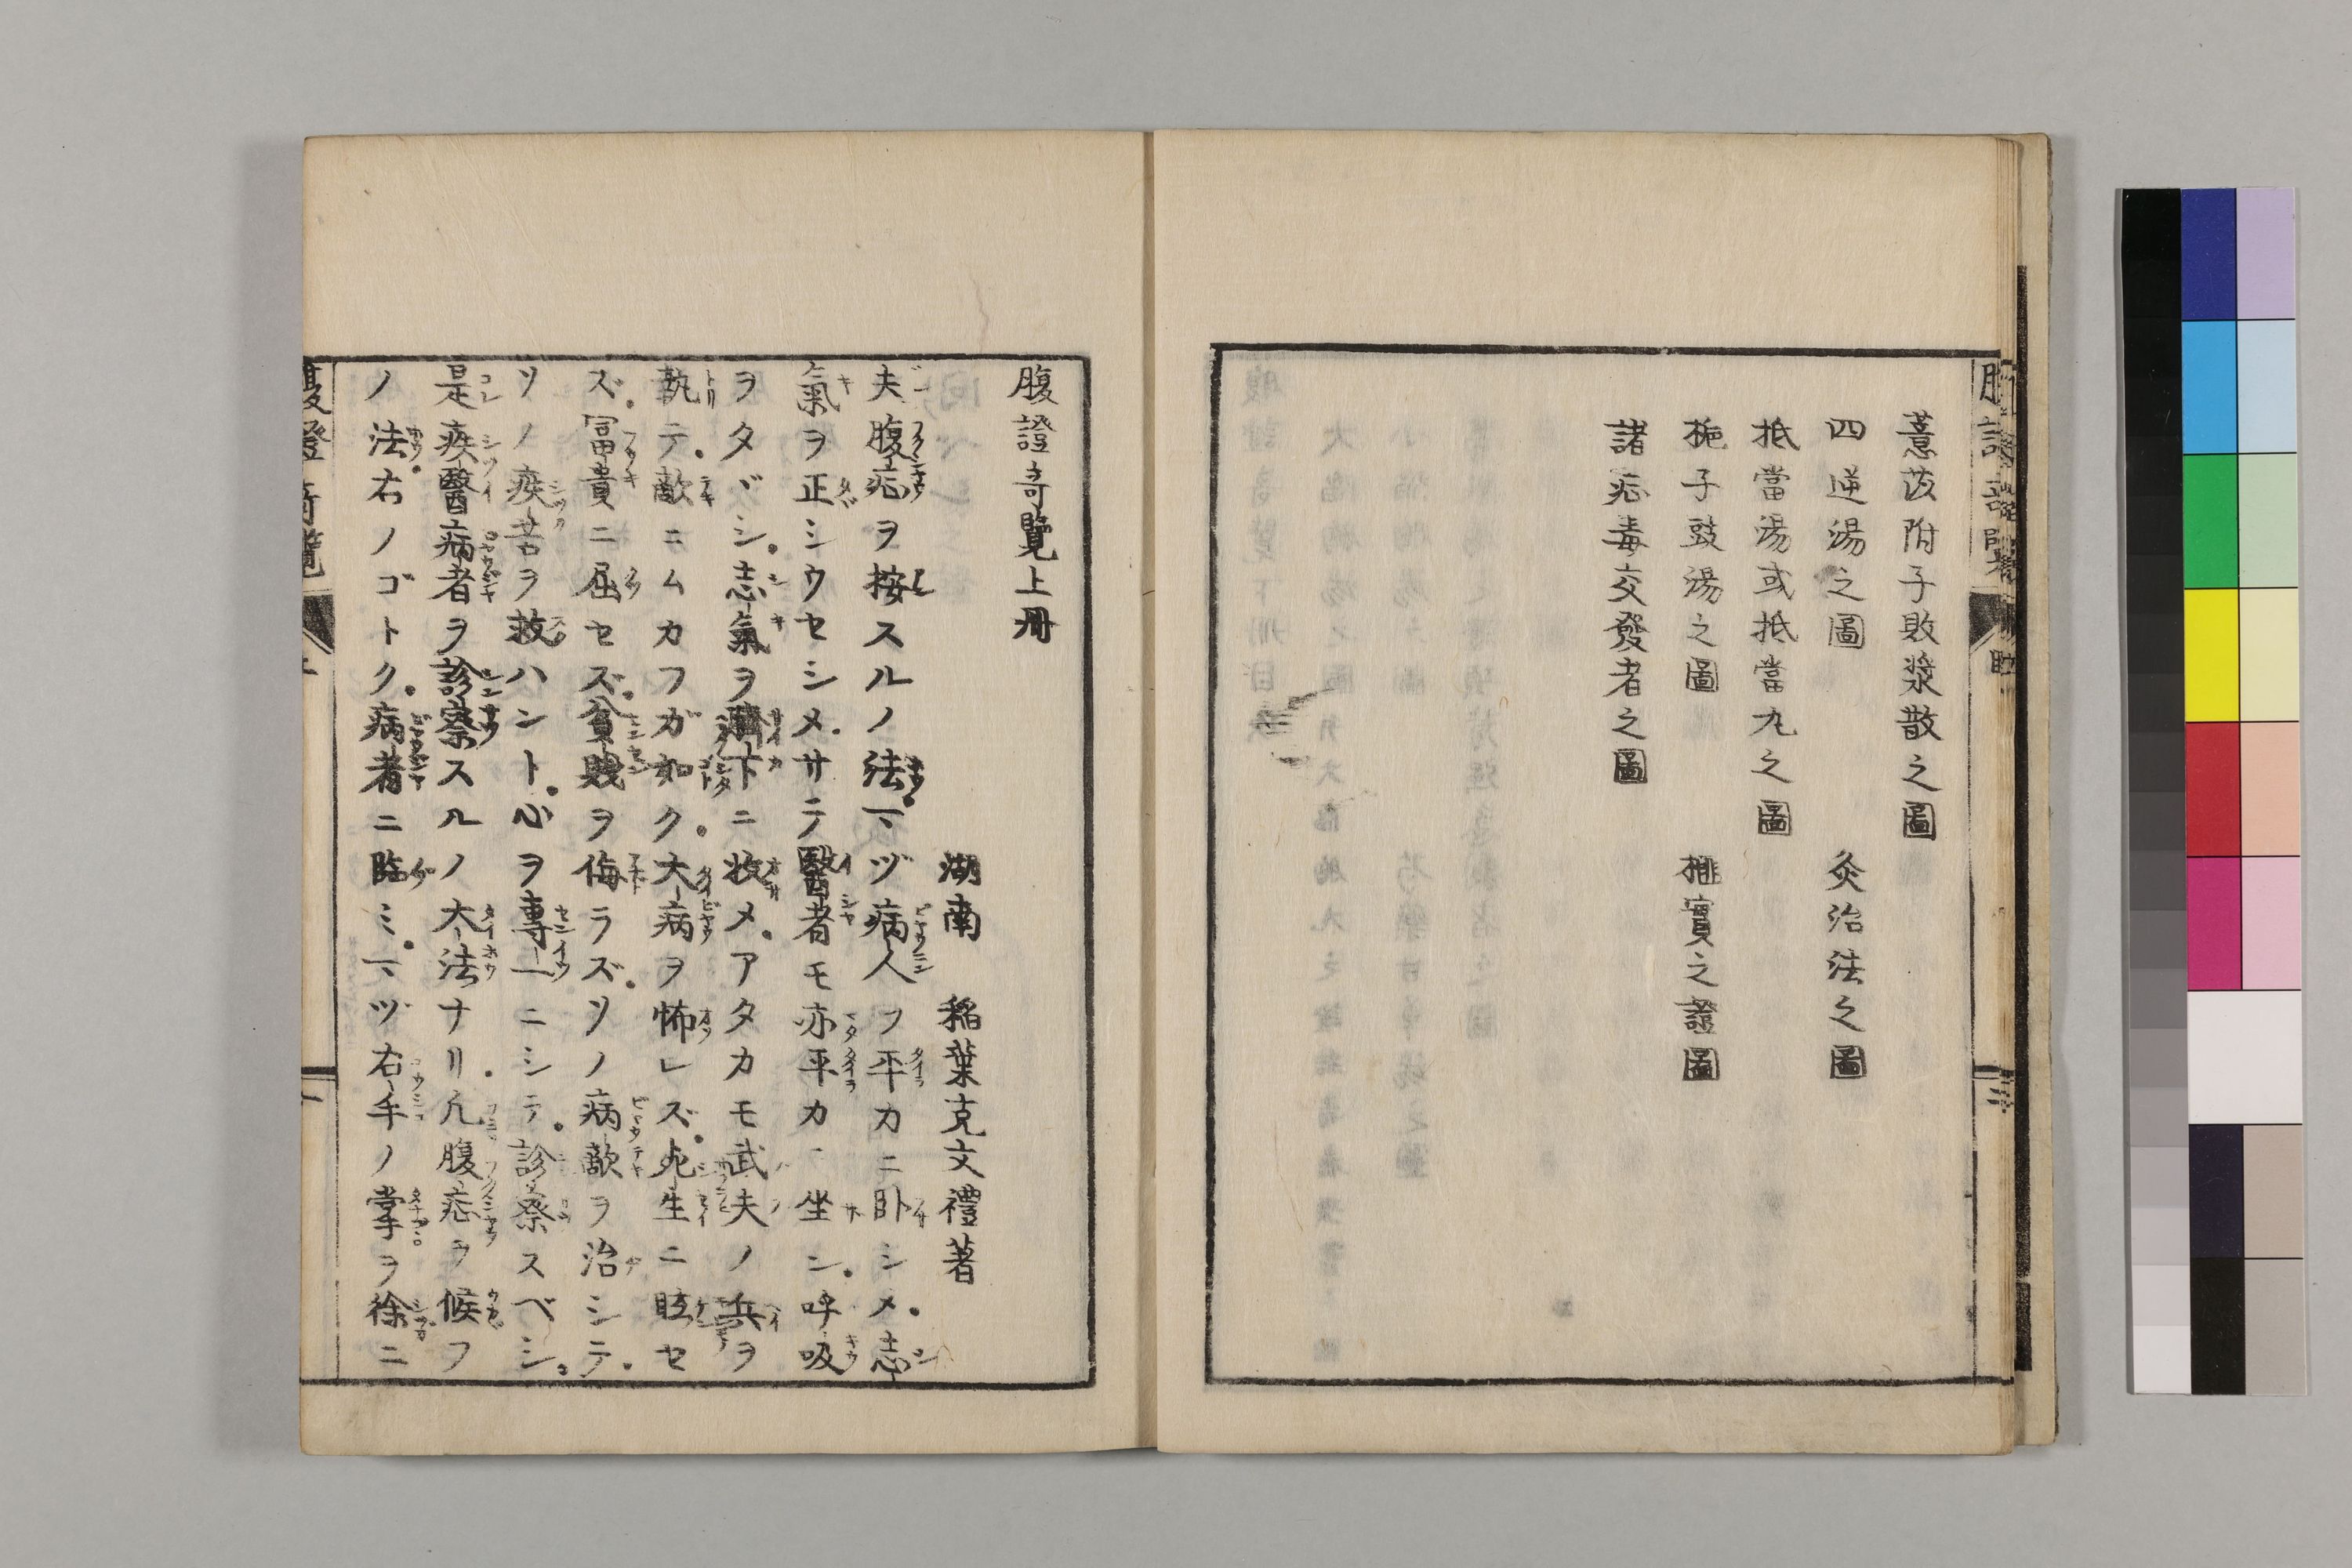 薏苡附子敗漿散之圖
四逆湯之圖　灸治法之圖
抵當湯或抵當丸之圖
梔子豉湯之圖　榧實之證圖
諸症毒交發者之圖
腹證奇覽上冊
湖南　稲葉克文禮著
夫腹症ヲ按スルノ法マヅ病人ヲ平カニ卧シメ志
氣ヲ正シウセシメサテ醫者モ亦平カニ坐シ呼吸
ヲタヾシ志氣ヲ臍下ニ收メアタカモ武夫ノ兵ヲ
執テ敵ニムカフガ如ク大病ヲ怖レズ死生ニ眩セ
ズ富貴ニ屈セズ貧賤ヲ侮ラズソノ病敵ヲ治シテ
ソノ疾苦ヲ救ハント心ヲ專一ニシテ診察スベシ
是疾醫病者ヲ診察スルノ大法ナリ凡腹症ヲ候フ
ノ法右ノゴトク病者ニ臨ミマヅ右手ノ掌ヲ徐ニ